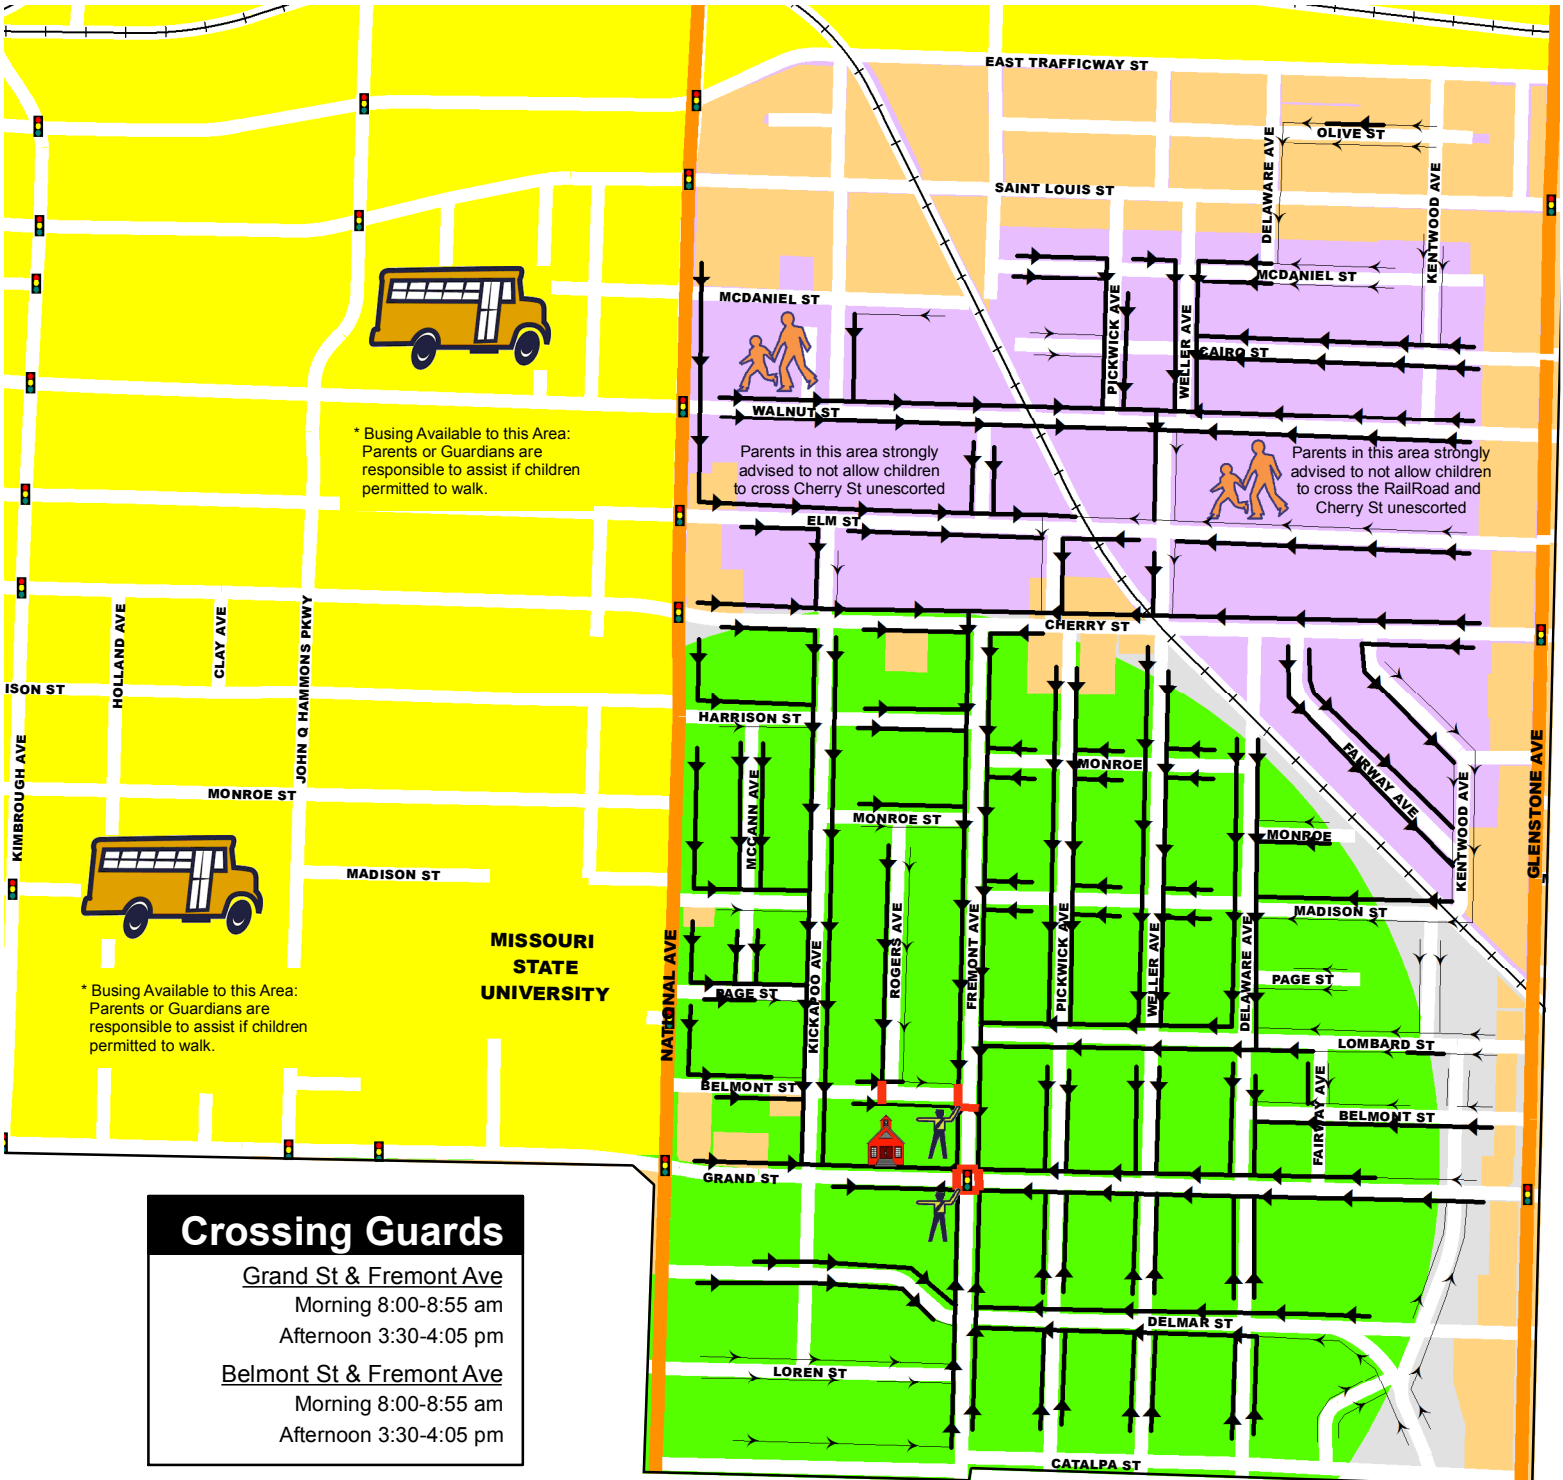 EAST TRAFFICWAY ST
OLIVE ST
DELAWARE AVE
KENTWOOD AVE
SAINT LOUIS ST
MCDANIEL ST
MCDANIEL ST
PICKWICK AVE
WELLER AVE
CAIRO ST
WALNUT ST
* Busing Available to this Area:
Parents or Guardians are
responsible to assist if children
permitted to walk.
Parents in this area strongly
advised to not allow children
to cross Cherry St unescorted
Parents in this area strongly
advised to not allow children
to cross the RailRoad and
Cherry St unescorted
ELM ST
CHERRY ST
HOLLAND AVE
CLAY AVE
JOHN Q HAMMONS PKWY
ISON ST
HARRISON ST
KIMBROUGH AVE
MONROE ST
MCCANN AVE
MONROE ST
MONROE
MONROE
FAIRWAY AVE
KENTWOOD AVE
GLENSTONE AVE
MADISON ST
MADISON ST
MISSOURI
STATE
UNIVERSITY
NATIONAL AVE
KICKAPOO AVE
ROGERS AVE
FREMONT AVE
PICKWICK AVE
WELLER AVE
DELAWARE AVE
PAGE ST
PAGE ST
* Busing Available to this Area:
Parents or Guardians are
responsible to assist if children
permitted to walk.
LOMBARD ST
BELMONT ST
BELMONT ST
FAIRWAY AVE
GRAND ST
Crossing Guards
Grand St & Fremont Ave
Morning 8:00-8:55 am
Afternoon 3:30-4:05 pm
Belmont St & Fremont Ave
Morning 8:00-8:55 am
Afternoon 3:30-4:05 pm
DELMAR ST
LOREN ST
CATALPA ST